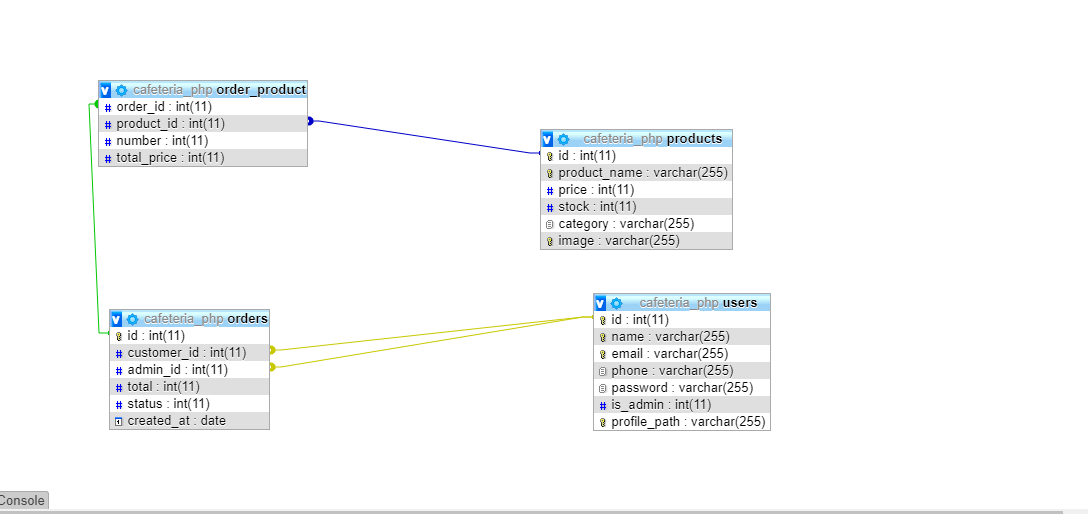 cafeteria_php order_product
order_id : int(11)
product_id : int(11)
number : int(11)
total_price : int(11)
cafeteria_php products
id : int(11)
product_name : varchar(255)
price : int(11)
stock : int(11)
category : varchar(255)
image : varchar(255)
cafeteria_php orders
id : int(11)
customer_id : int(11)
admin_id : int(11)
total : int(11)
status : int(11)
created_at : date
cafeteria_php users
id : int(11)
name : varchar(255)
email : varchar(255)
phone : varchar(255)
password : varchar(255)
is_admin : int(11)
profile_path : varchar(255)
Console